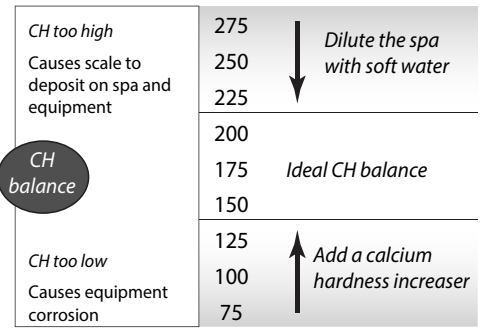 CH too high
Causes scale to
deposit on spa and
equipment
275
250
225
Dilute the spa
with soft water
CH
balance
200
175
150
Ideal CH balance
CH too low
Causes equipment
corrosion
125
100
75
Add a calcium
hardness increaser